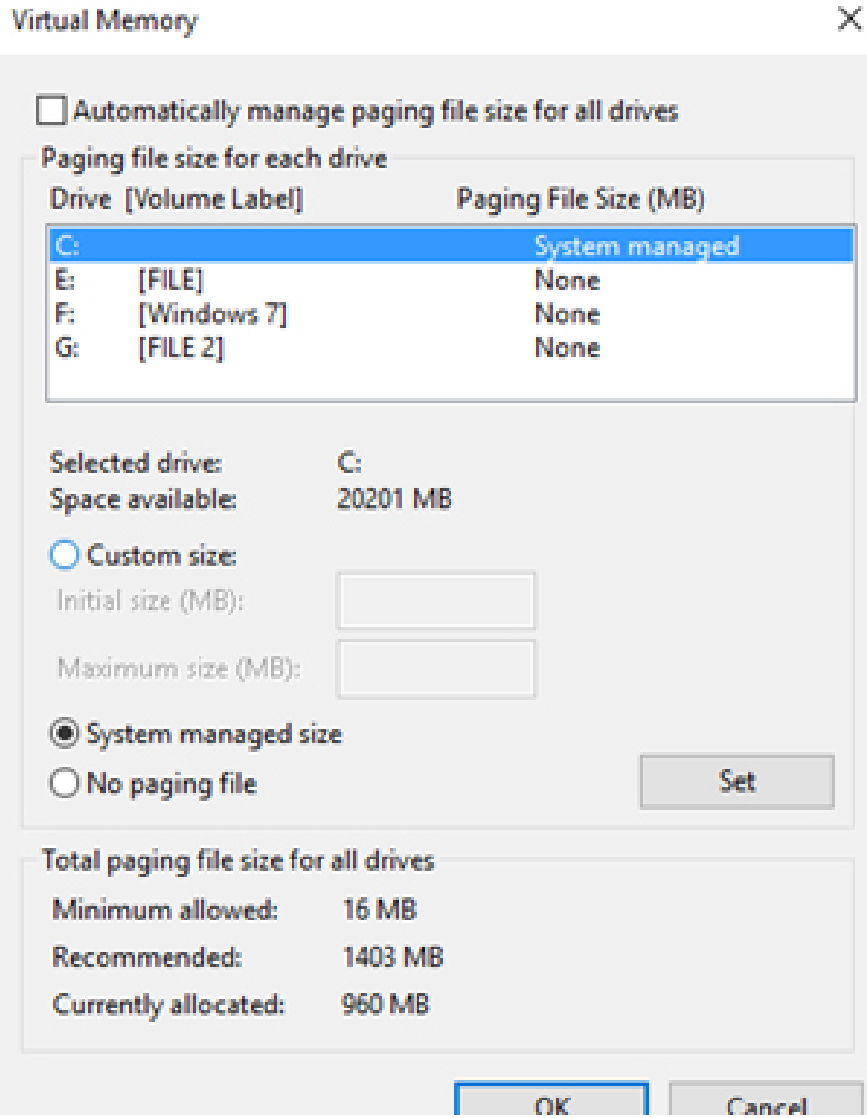 Virtual Memory
Automatically manage paging file size for all drives
Paging file size for each drive
Drive [Volume Label] Paging File Size (MB)
C: System managed
E: [FILE] None
F: [Windows 7] None
G: [FILE 2] None
Selected drive: C:
Space available: 20201 MB
Custom size:
Initial size (MB):
Maximum size (MB):
System managed size
No paging file Set
Total paging file size for all drives
Minimum allowed: 16 MB
Recommended: 1403 MB
Currently allocated: 960 MB
OK Cancel